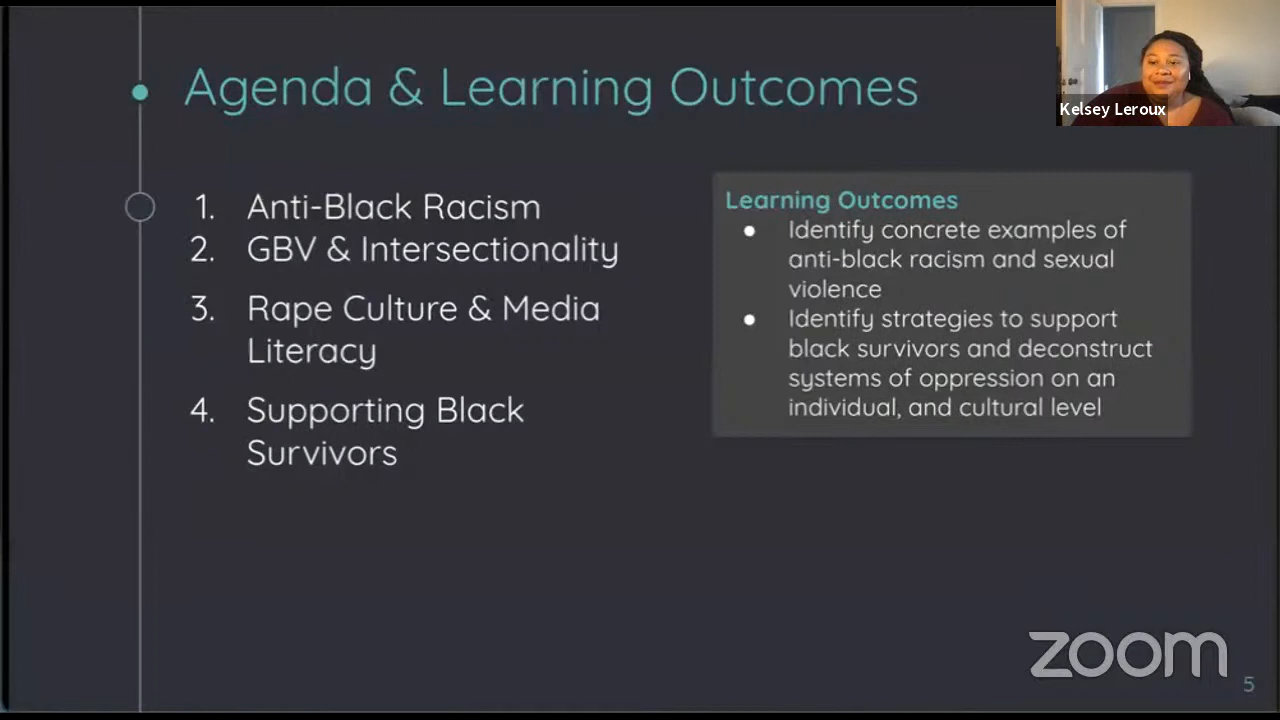 Agenda & Learning Outcomes
Kelsey Leroux
1. Anti-Black Racism
2. GBV & Intersectionality
3. Rape Culture & Media
Literacy
4. Supporting Black
Survivors
Learning Outcomes
● Identify concrete examples of
anti-black racism and sexual
violence
● Identify strategies to support
black survivors and deconstruct
systems of oppression on an
individual, and cultural level
zoom
5